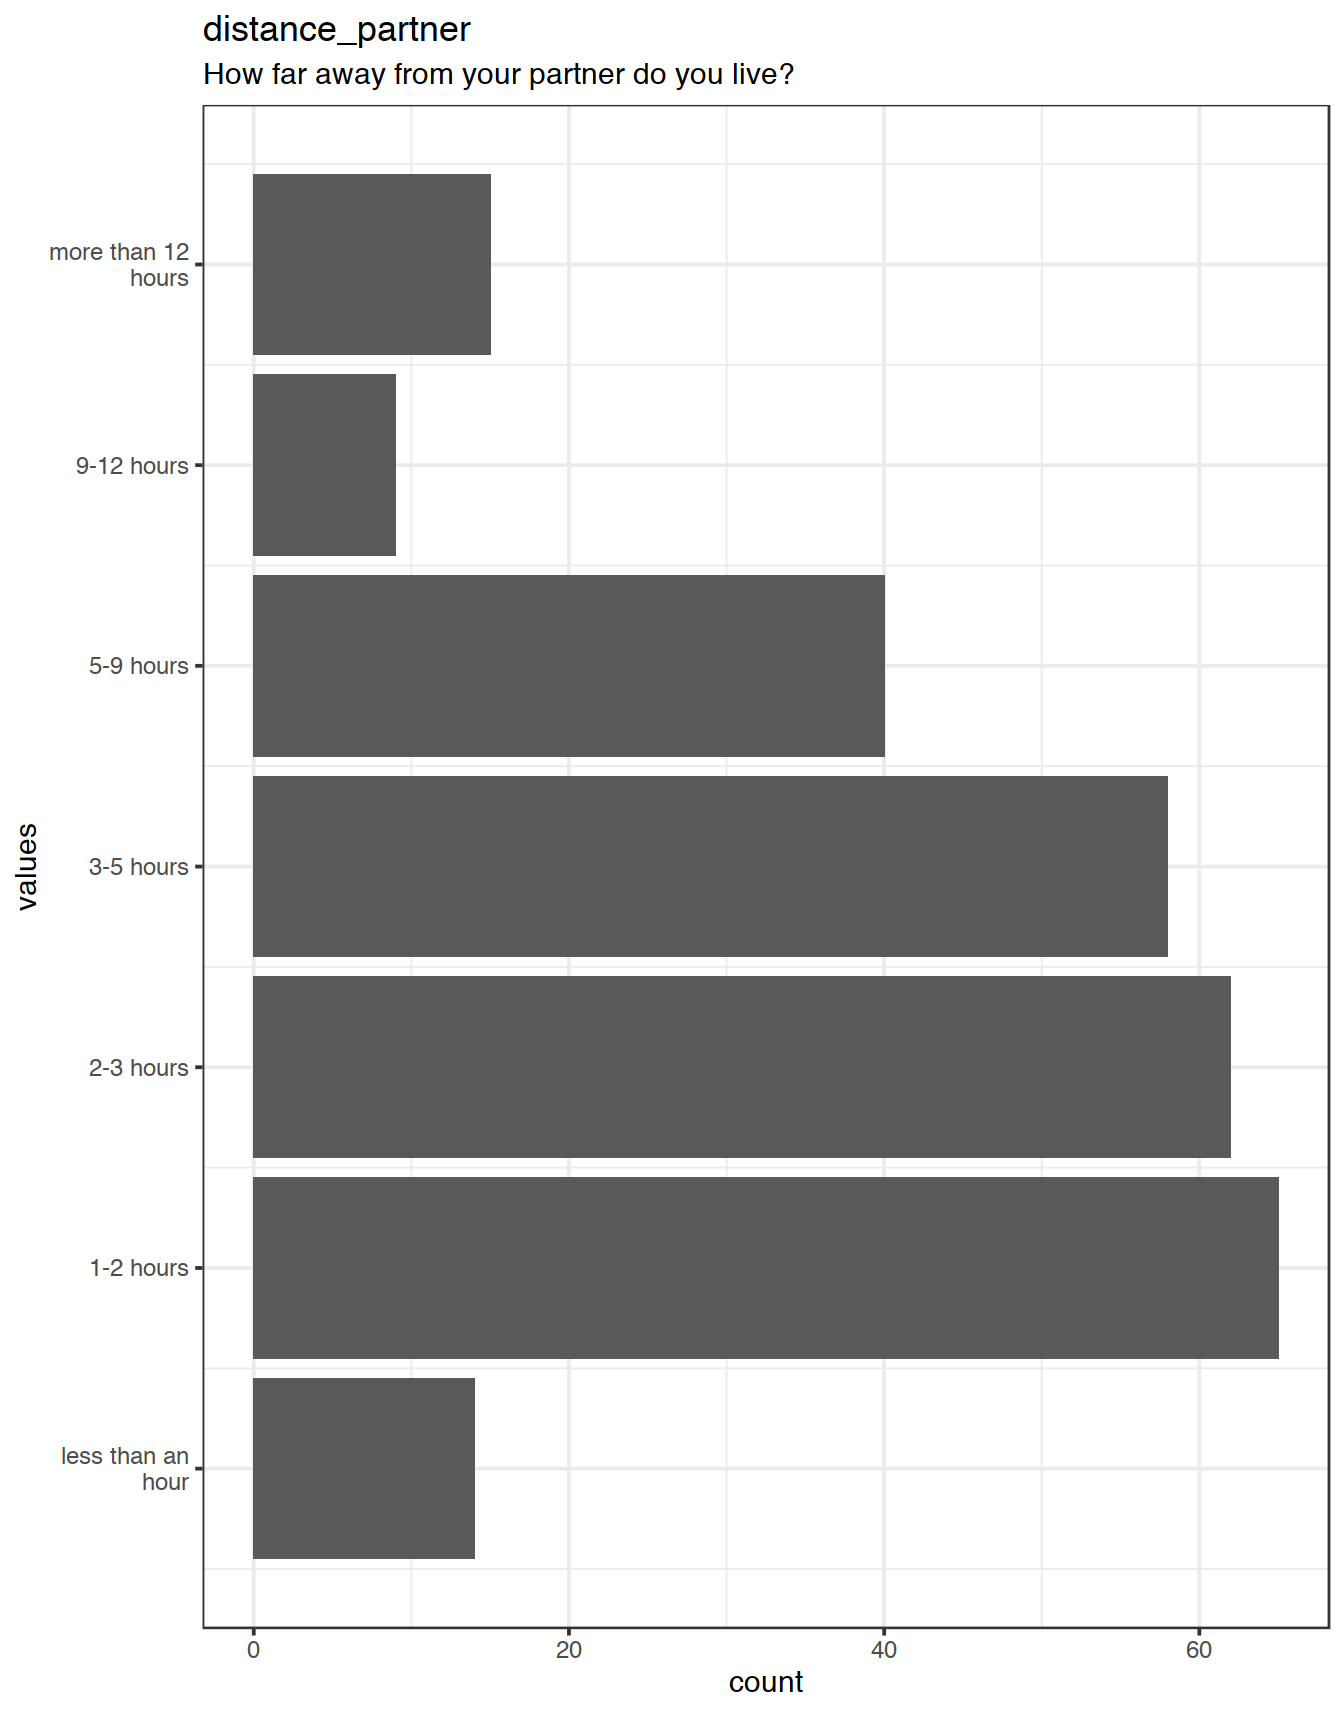 distance_partner
How far away from your partner do you live?
values
more than 12
hours
9-12 hours
5-9 hours
3-5 hours
2-3 hours
1-2 hours
less than an
hour
0 20 40 60
count